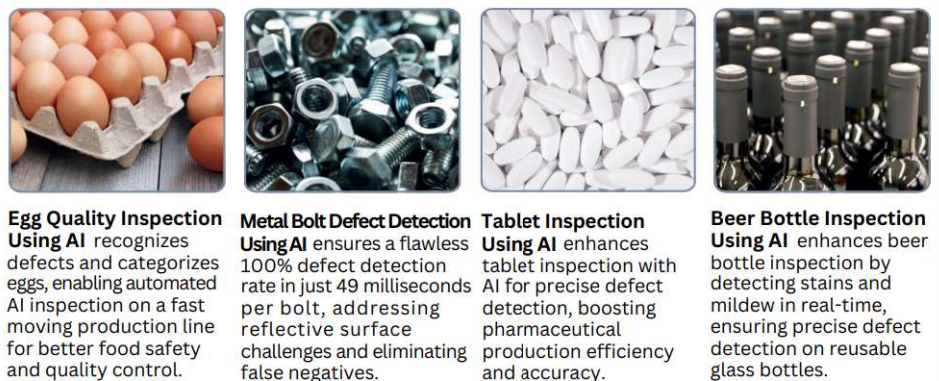 Egg Quality Inspection
Using AI recognizes
defects and categorizes
eggs, enabling automated
AI inspection on a fast
moving production line
for better food safety
and quality control.
Metal Bolt Defect Detection
Using AI ensures a flawless
100% defect detection
rate in just 49 milliseconds
per bolt, addressing
reflective surface
challenges and eliminating
false negatives.
Tablet Inspection
Using AI enhances
tablet inspection with
AI for precise defect
detection, boosting
pharmaceutical
production efficiency
and accuracy.
Beer Bottle Inspection
Using AI enhances beer
bottle inspection by
detecting stains and
mildew in real-time,
ensuring precise defect
detection on reusable
glass bottles.